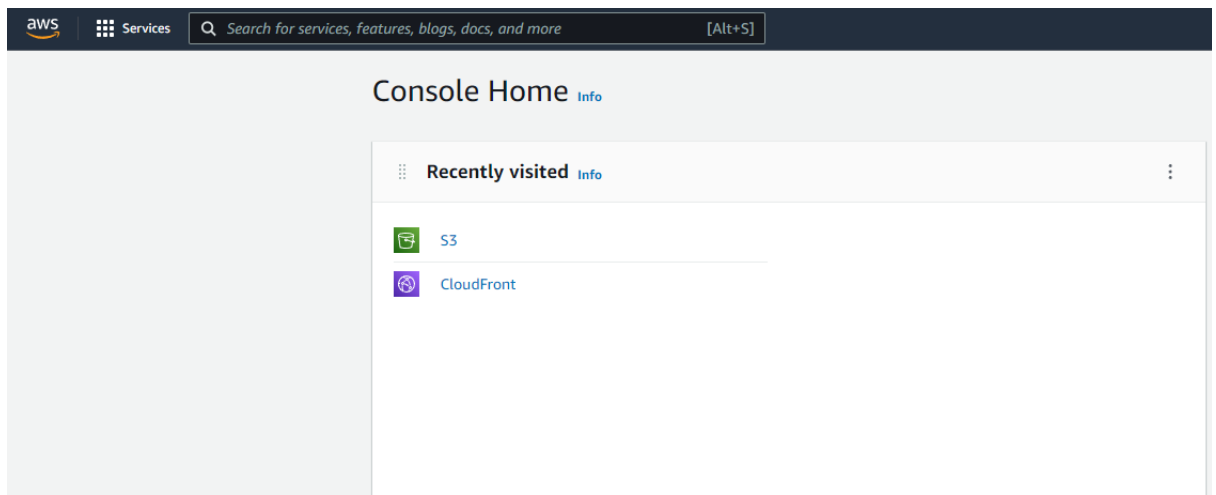 aws Services Search for services, features, blogs, docs, and more [Alt+S]
Console Home Info
Recently visited Info
S3
CloudFront